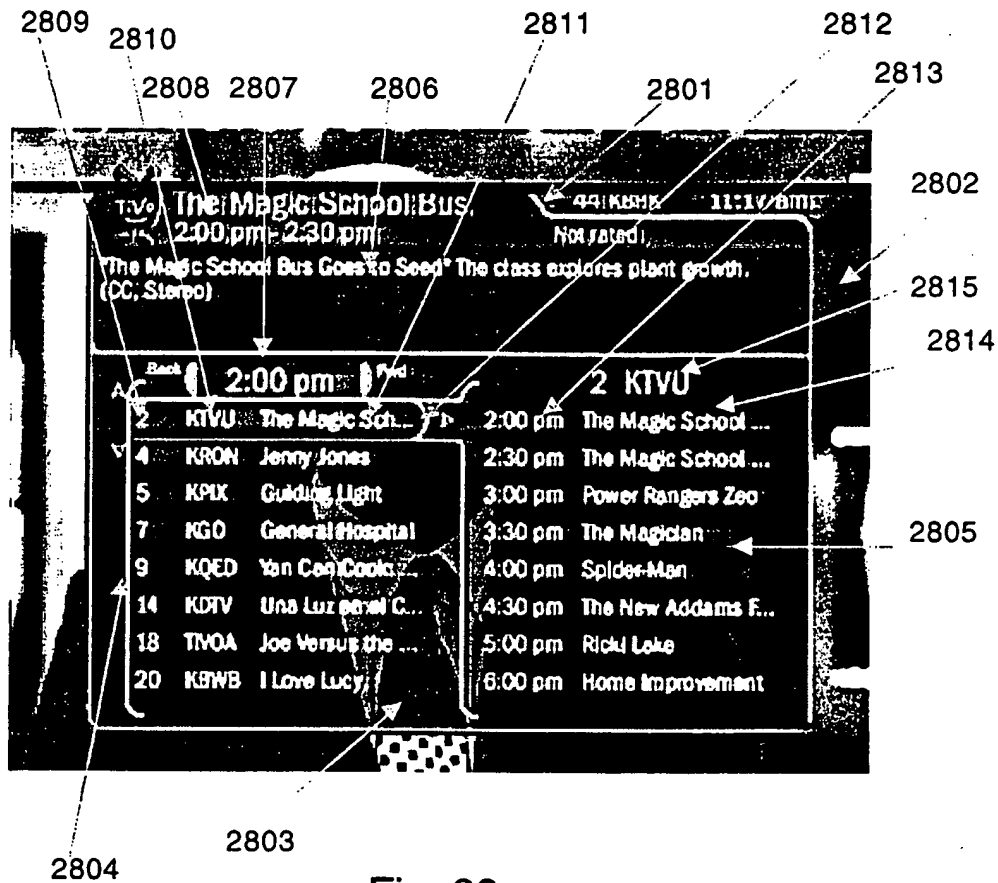 2809 2810 2811 2812
2808 2807 2806 2801 2813
2802
TiVo The Magic School Bus 44 KBHK
2:00 pm - 2:30 pm Not rated
"The Magic School Bus Goes to Seed" The class explores plant growth.
(CC, Stereo)
2815
2814
Back 2:00 pm Fwd 2 KTVU
2 KTVU The Magic Sch... 2:00 pm The Magic School ...
4 KRON Jenny Jones 2:30 pm The Magic School ...
5 KPIX Guiding Light 3:00 pm Power Rangers Zeo
7 KGO General Hospital 3:30 pm The Magician
2805
9 KQED Yan Can Cook: ... 4:00 pm Spider-Man
14 KDTV Una Luz en el C... 4:30 pm The New Addams F...
18 TIVOA Joe Versus the ... 5:00 pm Ricki Lake
20 KBWB I Love Lucy 6:00 pm Home Improvement
2803
2804